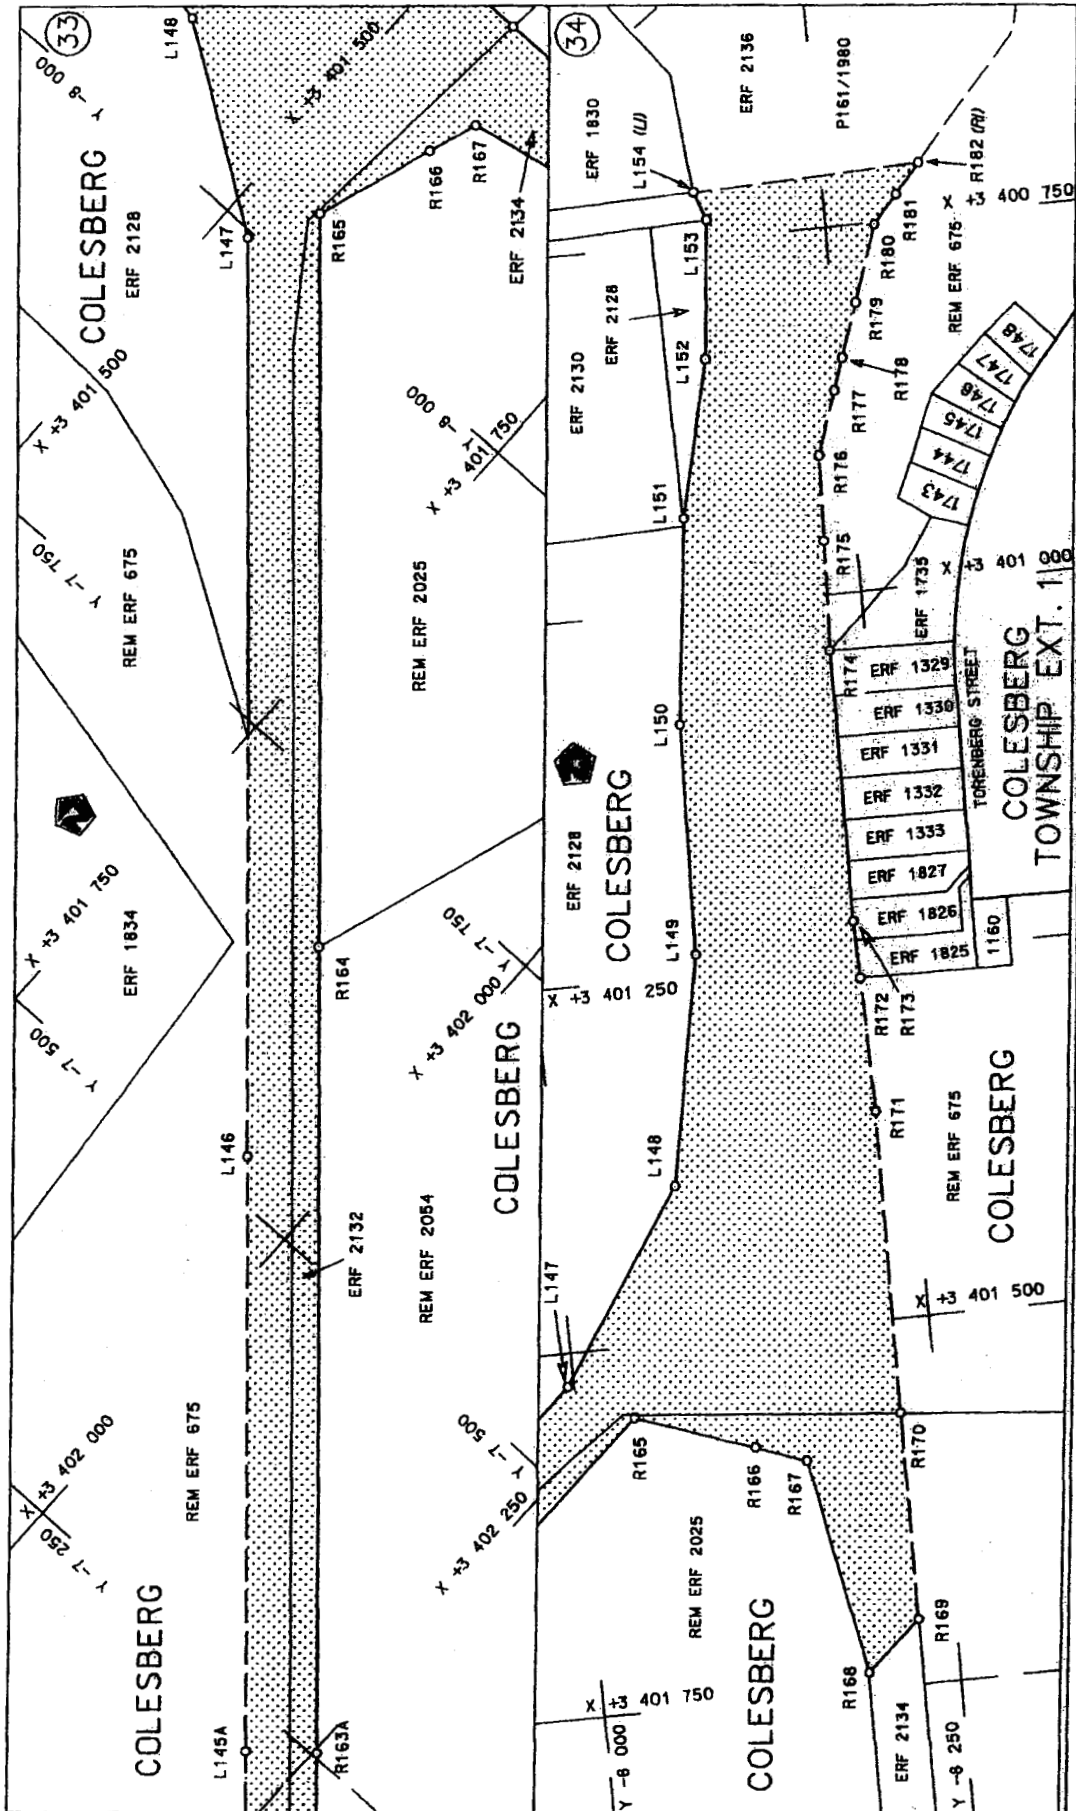 33
L148
Y -8 000
X +3 401 500
COLESBERG
ERF 2128
L147
R165
R166
R167
ERF 2134
X +3 401 500
Y -7 750
REM ERF 675
Y -8 000
X +3 401 750
REM ERF 2025
X +3 401 750
ERF 1834
Y -7 500
R164
Y -7 750
X +3 402 000
L146
ERF 2132
REM ERF 2054
COLESBERG
X +3 402 000
Y -7 250
REM ERF 675
Y -7 500
X +3 402 250
COLESBERG
L145A
R163A
34
ERF 1830
L154 (LI)
ERF 2136
P161/1980
R182 (RI)
X +3 400 750
R181
R180
L153
REM ERF 675
ERF 2128
L152
R179
R178
R177
ERF 2130
1748
1747
1746
1745
1744
1743
R176
L151
R175
ERF 1735
X +3 401 000
R174
ERF 1329
ERF 1330
ERF 1331
ERF 1332
ERF 1333
ERF 1827
ERF 1826
ERF 1825
1160
TORENBERG STREET
COLESBERG
TOWNSHIP EXT. 1
L150
ERF 2128
COLESBERG
L149
X +3 401 250
R172
R173
R171
REM ERF 675
COLESBERG
L148
L147
X +3 401 500
R165
R166
R167
R170
REM ERF 2025
COLESBERG
R169
R168
X +3 401 750
Y -8 000
ERF 2134
Y -8 250